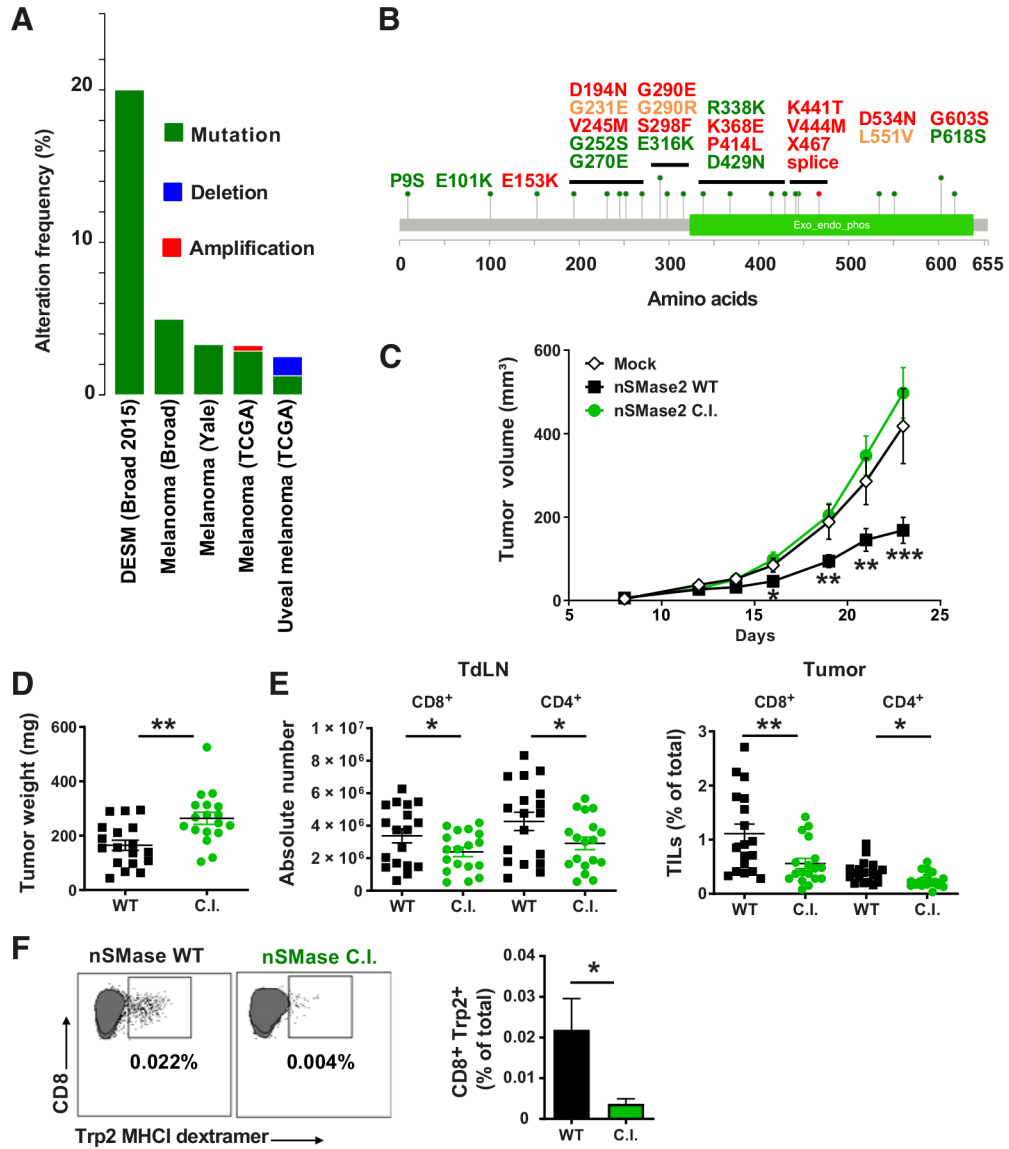 A
Alteration frequency (%)
20
10
0
Mutation
Deletion
Amplification
DESM (Broad 2015)
Melanoma (Broad)
Melanoma (Yale)
Melanoma (TCGA)
Uveal melanoma (TCGA)
B
D194N G290E
G231E G290R R338K K441T
V245M S298F K368E V444M D534N G603S
G252S E316K P414L X467 L551V P618S
G270E D429N splice
P9S E101K E153K
Exo_endo_phos
0 100 200 300 400 500 600 655
Amino acids
C
Tumor volume (mm³)
600
400
200
0
Mock
nSMase2 WT
nSMase2 C.I.
* ** ** ***
5 10 15 20 25
Days
D
Tumor weight (mg)
600
400
200
0
**
WT C.I.
E
TdLN
CD8+ CD4+
* *
Absolute number
1 × 10⁷
8 × 10⁶
6 × 10⁶
4 × 10⁶
2 × 10⁶
0
WT C.I. WT C.I.
Tumor
CD8+ CD4+
** *
TILs (% of total)
3
2
1
0
WT C.I. WT C.I.
F
nSMase WT nSMase C.I.
0.022% 0.004%
CD8
Trp2 MHCI dextramer
CD8+ Trp2+
(% of total)
0.04
0.03
0.02
0.01
0
*
WT C.I.